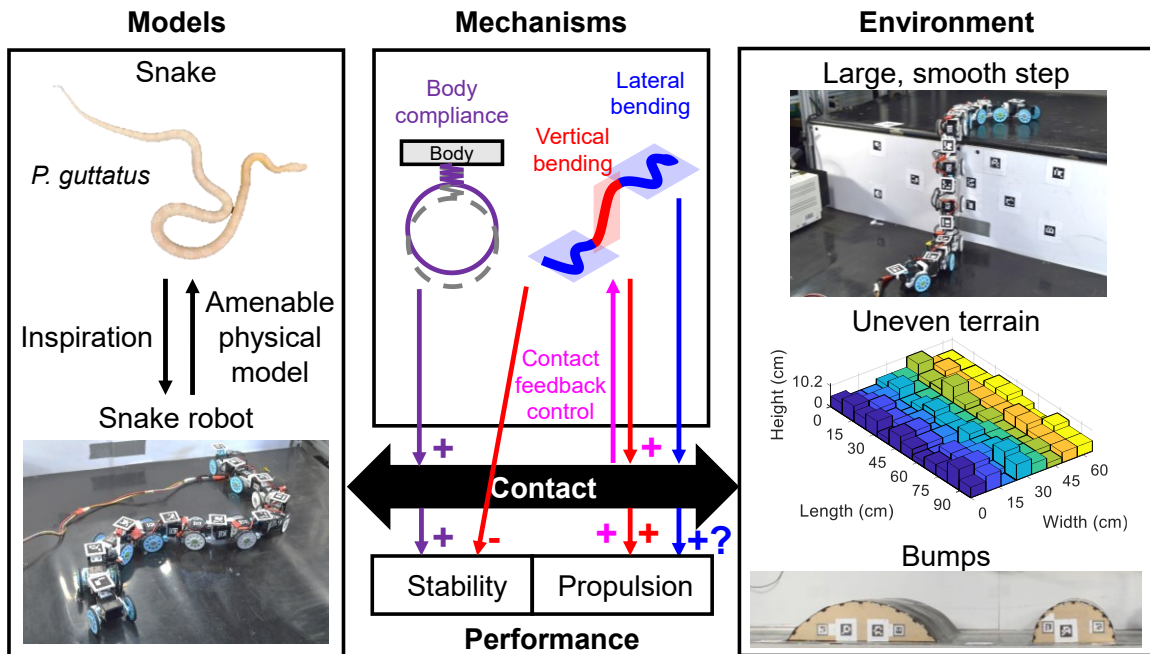 Models
Snake
P. guttatus
Inspiration
Amenable
physical
model
Snake robot
Mechanisms
Body
compliance
Body
Vertical
bending
Lateral
bending
Contact
feedback
control
+
+
Contact
+
-
+
+
+?
Stability
Propulsion
Performance
Environment
Large, smooth step
Uneven terrain
Height (cm)
10.2
0
0
15
30
45
60
75
90
Length (cm)
0
15
30
45
60
Width (cm)
Bumps